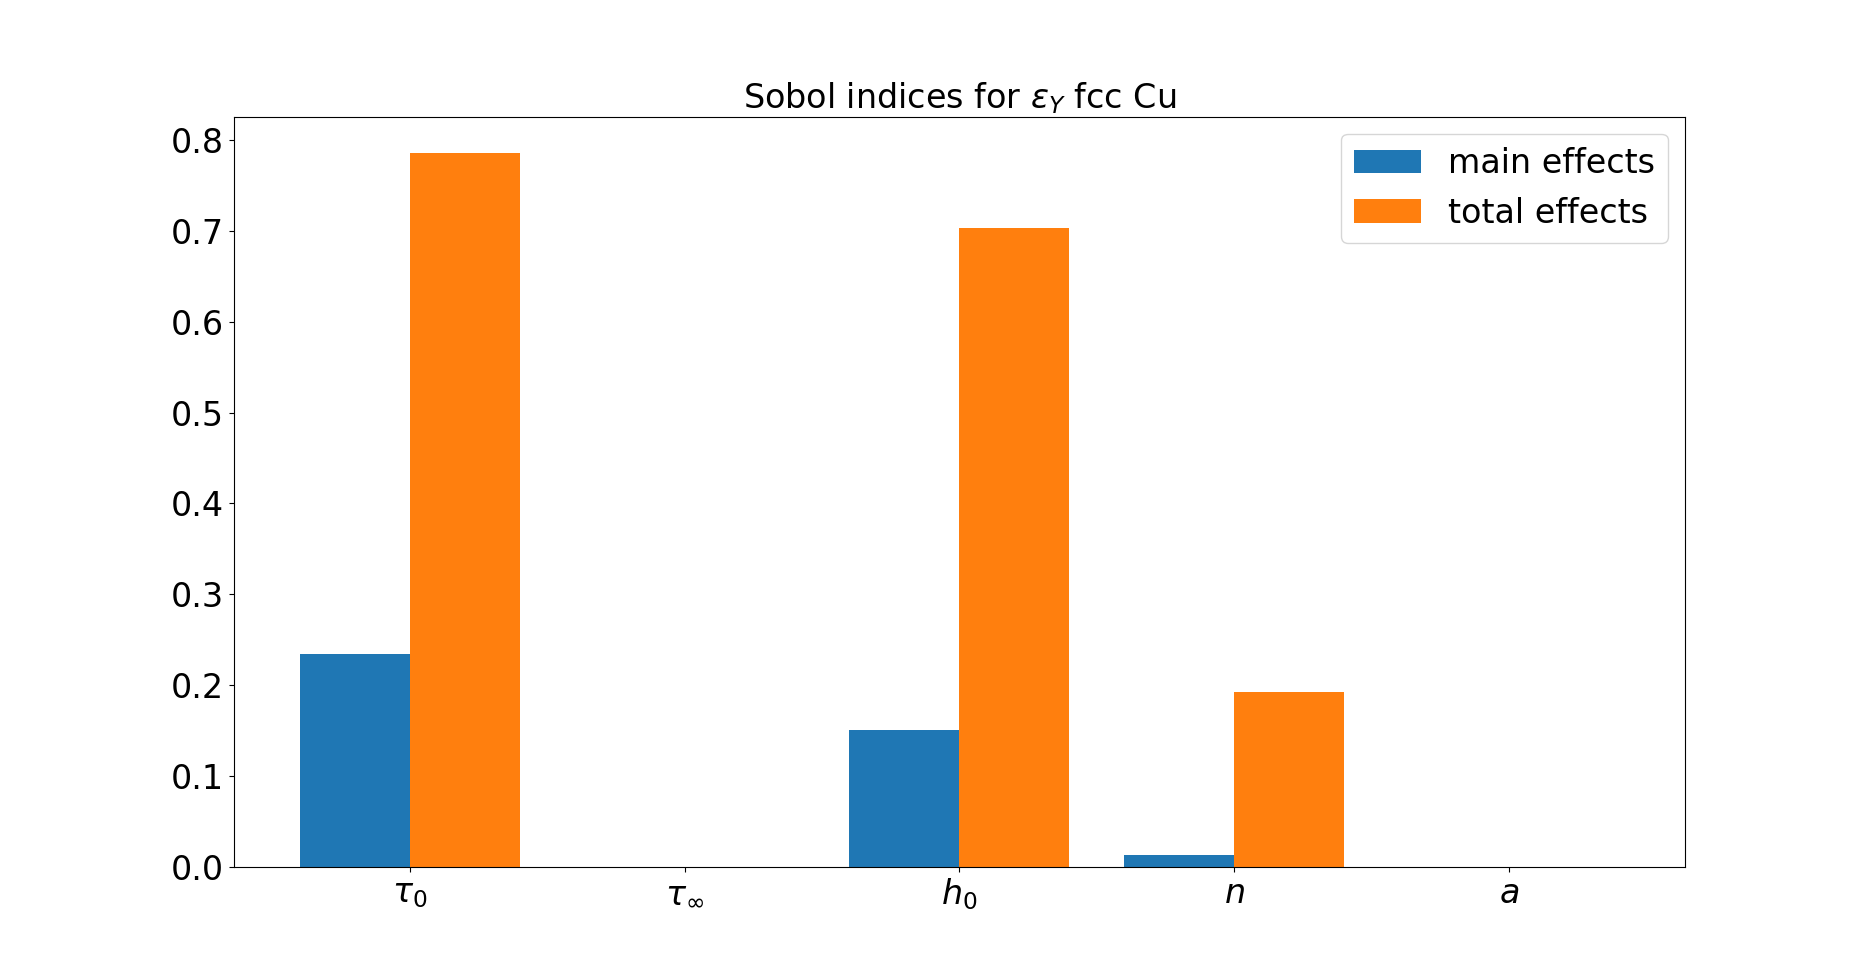 Sobol indices for ε_Y fcc Cu
main effects
total effects
0.8
0.7
0.6
0.5
0.4
0.3
0.2
0.1
0.0
τ₀ τ∞ h₀ n a